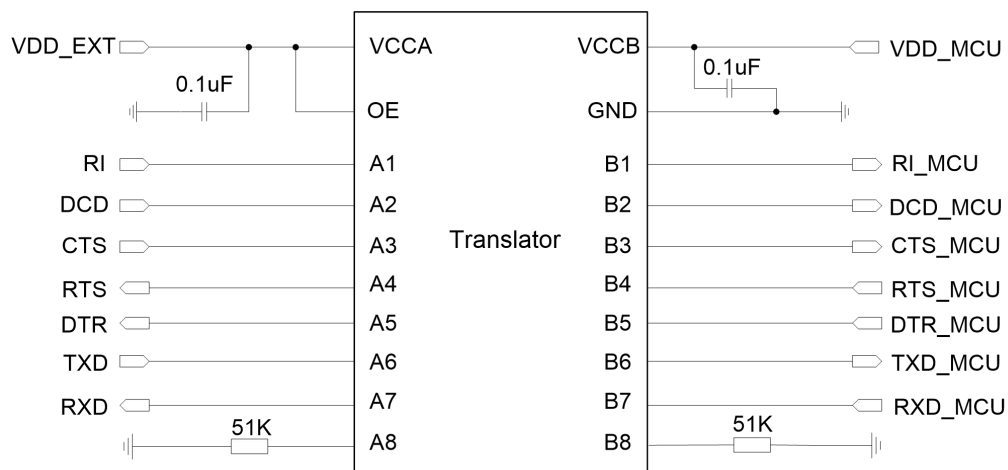 VDD_EXT VCCA VCCB VDD_MCU
0.1uF 0.1uF
OE GND
RI A1 B1 RI_MCU
DCD A2 B2 DCD_MCU
Translator
CTS A3 B3 CTS_MCU
RTS A4 B4 RTS_MCU
DTR A5 B5 DTR_MCU
TXD A6 B6 TXD_MCU
RXD A7 B7 RXD_MCU
51K 51K
A8 B8